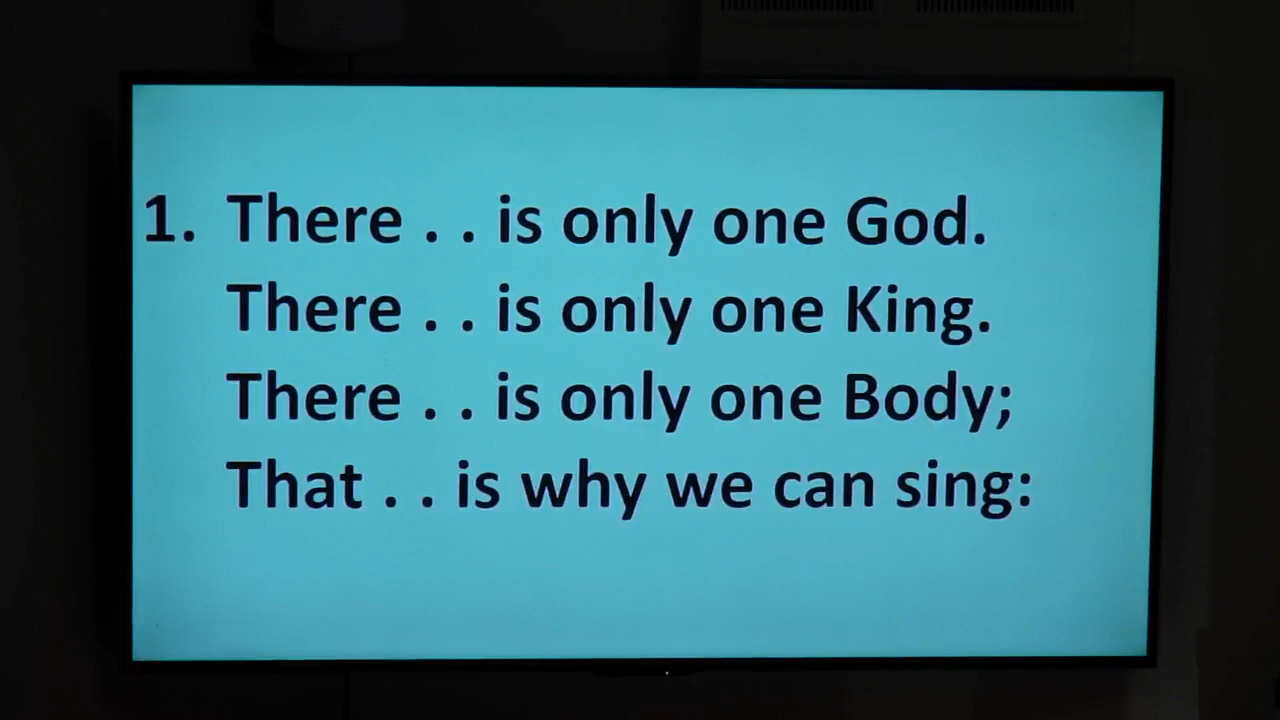 1. There . . is only one God.
There . . is only one King.
There . . is only one Body;
That . . is why we can sing: